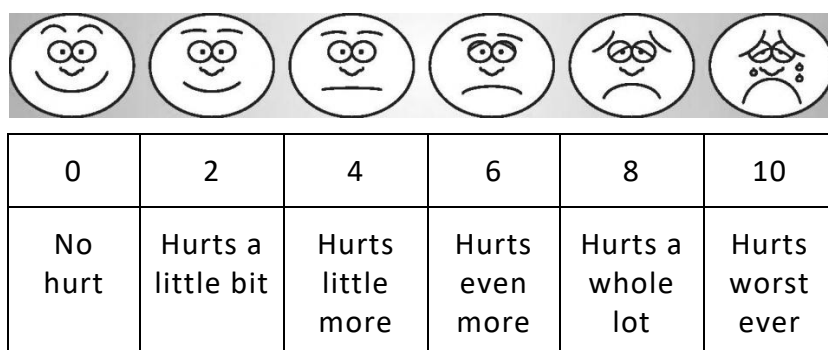 0 2 4 6 8 10
No Hurts a Hurts Hurts Hurts a Hurts
hurt little bit little even whole worst
more more lot ever